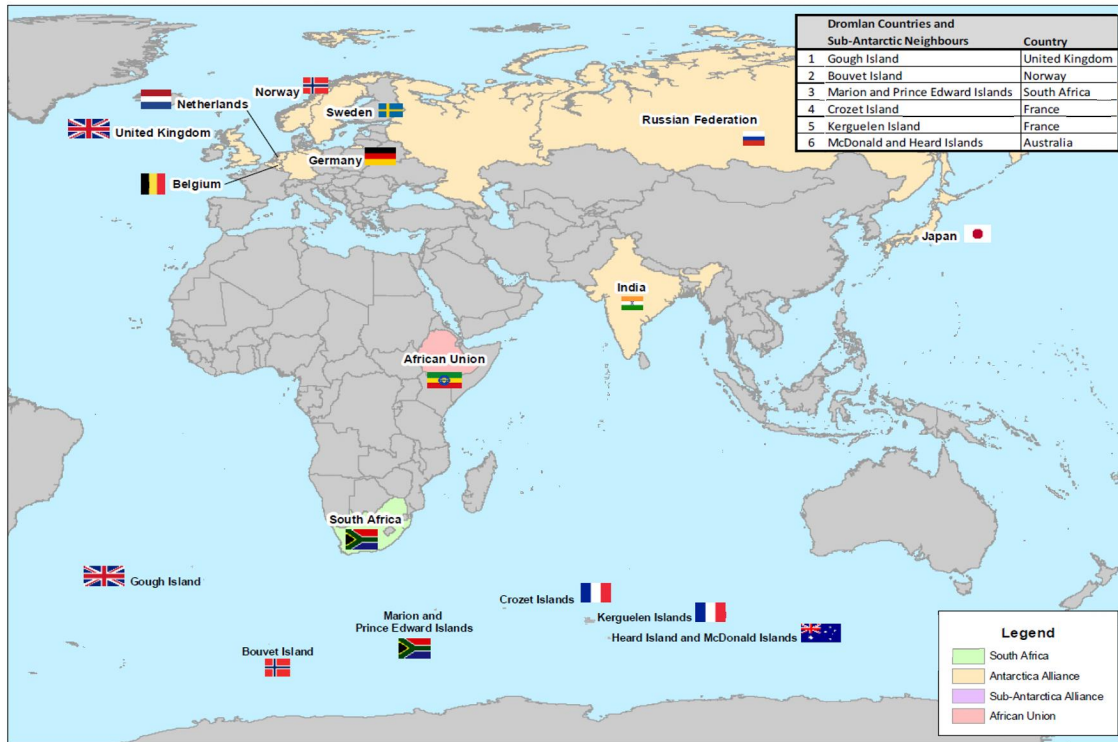 Dromlan Countries and
Sub-Antarctic Neighbours Country
1 Gough Island United Kingdom
2 Bouvet Island Norway
3 Marion and Prince Edward Islands South Africa
4 Crozet Island France
5 Kerguelen Island France
6 McDonald and Heard Islands Australia
Norway
Netherlands
Sweden
United Kingdom
Russian Federation
Germany
Belgium
Japan
India
African Union
South Africa
Gough Island
Crozet Islands
Marion and
Prince Edward Islands
Kerguelen Islands
Heard Island and McDonald Islands
Bouvet Island
Legend
South Africa
Antarctica Alliance
Sub-Antarctica Alliance
African Union